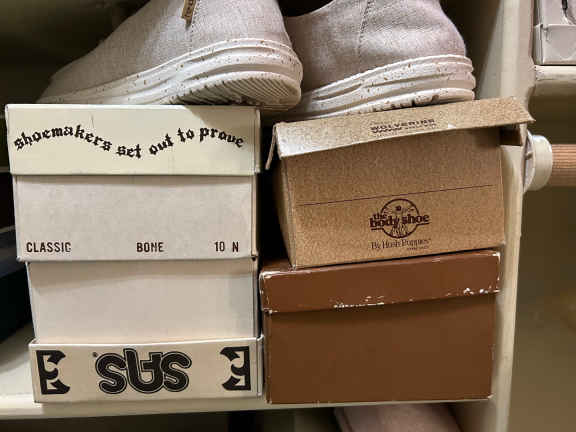 shoemakers set out to prove
CLASSIC BONE 10 N
SAS
WOLVERINE
the
body shoe
By Hush Puppies